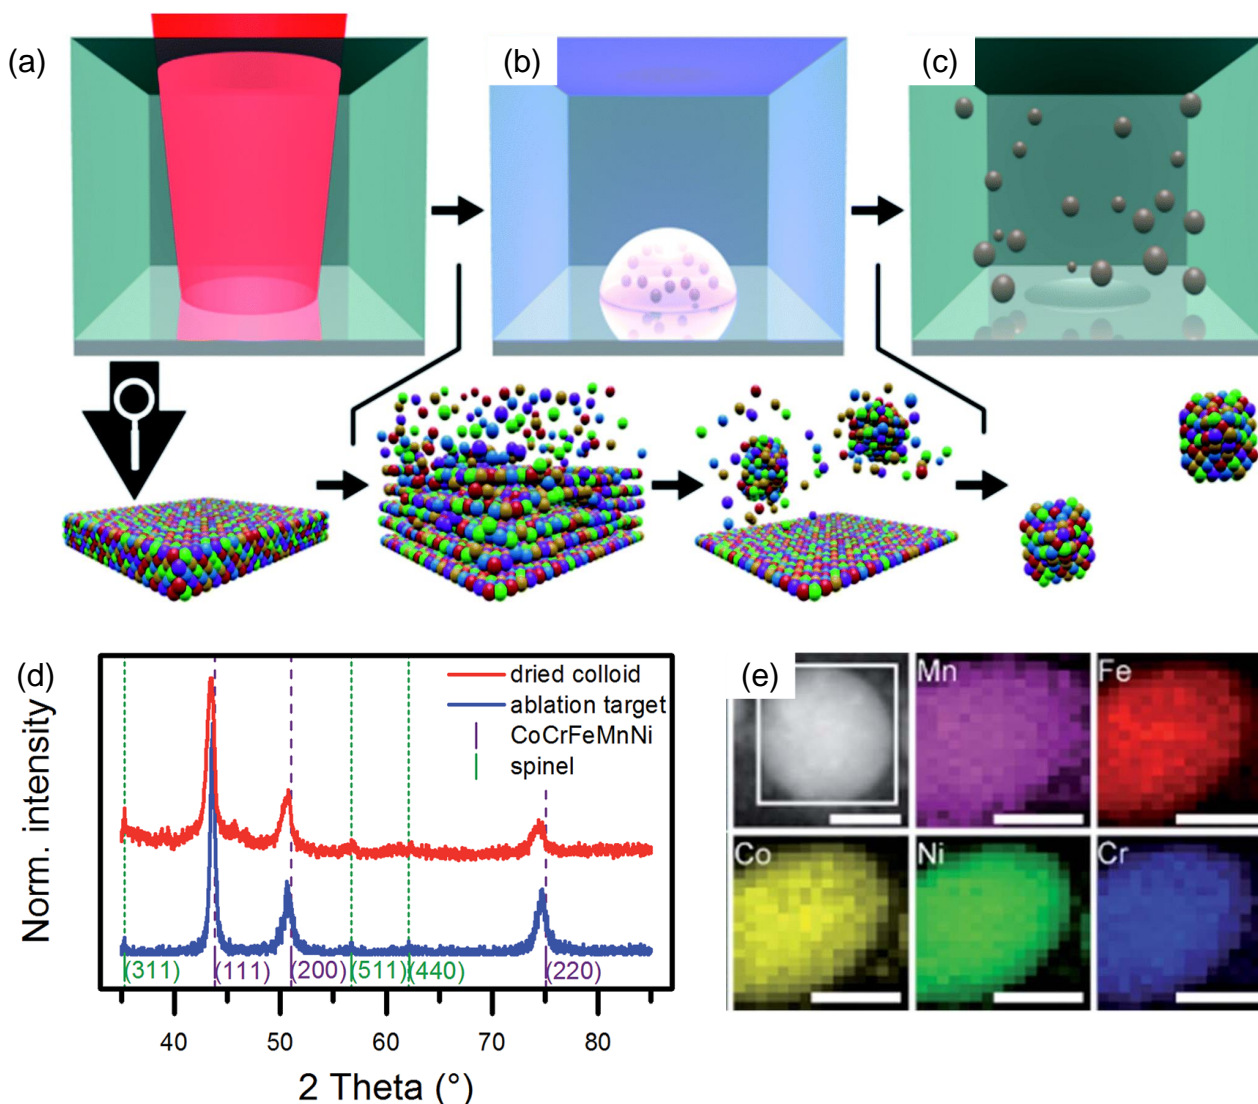 (a)
(b)
(c)
(d)
dried colloid
ablation target
CoCrFeMnNi
spinel
Norm. intensity
(311)
(111)
(200)
(511)
(440)
(220)
40
50
60
70
80
2 Theta (°)
(e)
Mn
Fe
Co
Ni
Cr